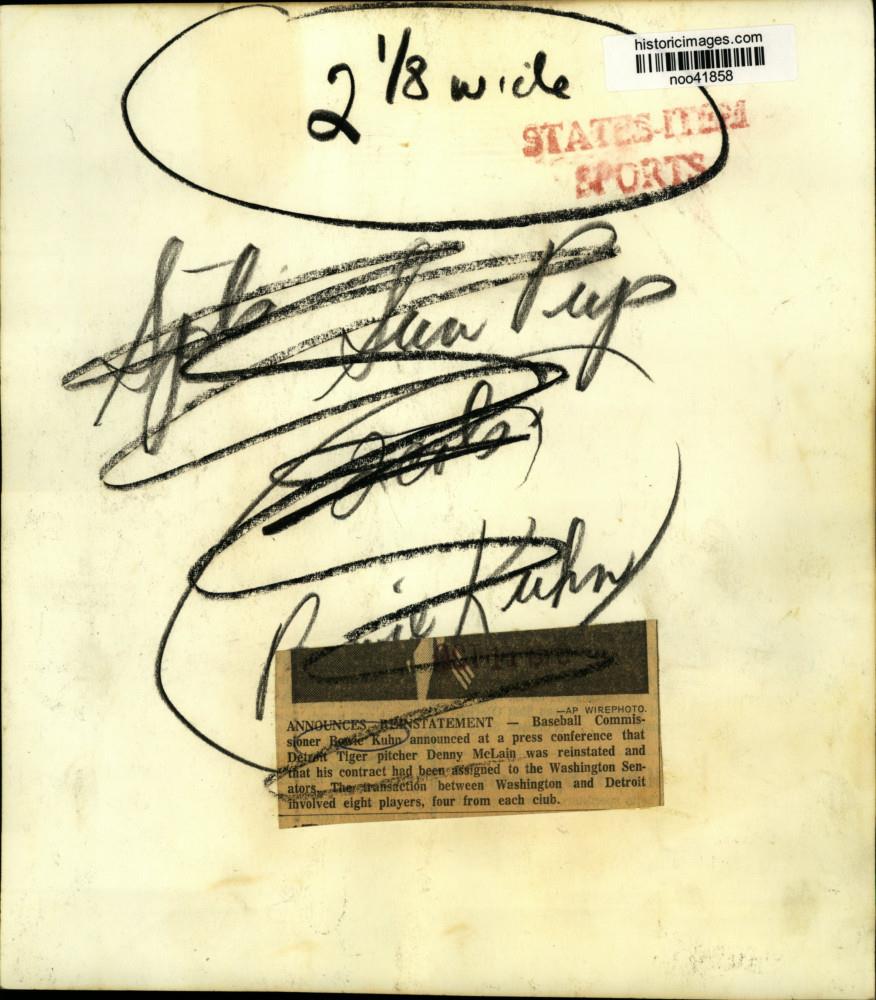 historicimages.com
noo41858
2 1/8 wide
STATES-ITEM
SPORTS
Sun Pup
Bowie Kuhn
—AP WIREPHOTO.
ANNOUNCES REINSTATEMENT — Baseball Commis-
sioner Bowie Kuhn announced at a press conference that
Detroit Tiger pitcher Denny McLain was reinstated and
that his contract had been assigned to the Washington Sen-
ators. The transaction between Washington and Detroit
involved eight players, four from each club.